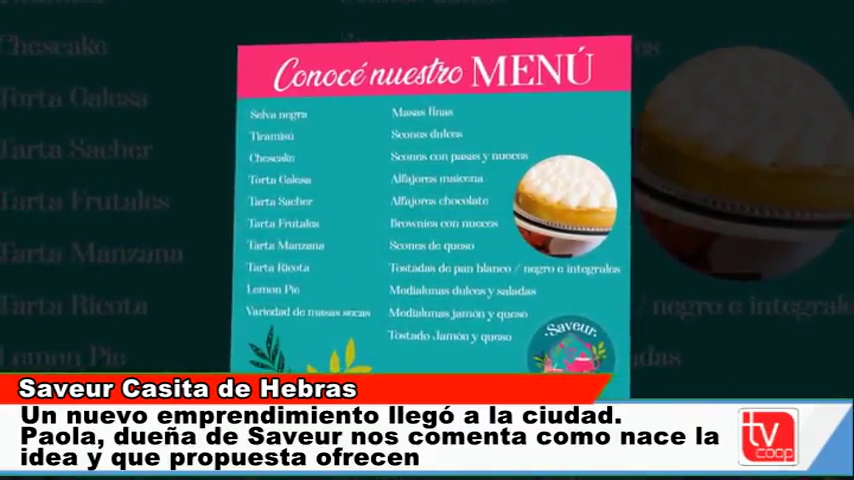 Conocé nuestro MENÚ
Selva negra
Tiramisú
Chescake
Torta Galesa
Tarta Sacher
Tarta Frutales
Tarta Manzana
Tarta Ricota
Lemon Pie
Variedad de masas secas
Masas finas
Scones dulces
Scones con pasas y nueces
Alfajores maicena
Alfajores chocolate
Brownies con nueces
Scones de queso
Tostadas de pan blanco / negro e integrales
Medialunas dulces y saladas
Medialunas jamón y queso
Tostado Jamón y queso
Saveur
Chescake
Torta Galesa
Tarta Sacher
Tarta Frutales
Tarta Manzana
Tarta Ricota
/ negro e integrales
Lemon Pie
Saveur Casita de Hebras
Un nuevo emprendimiento llegó a la ciudad.
Paola, dueña de Saveur nos comenta como nace la
idea y que propuesta ofrecen
tv
coop